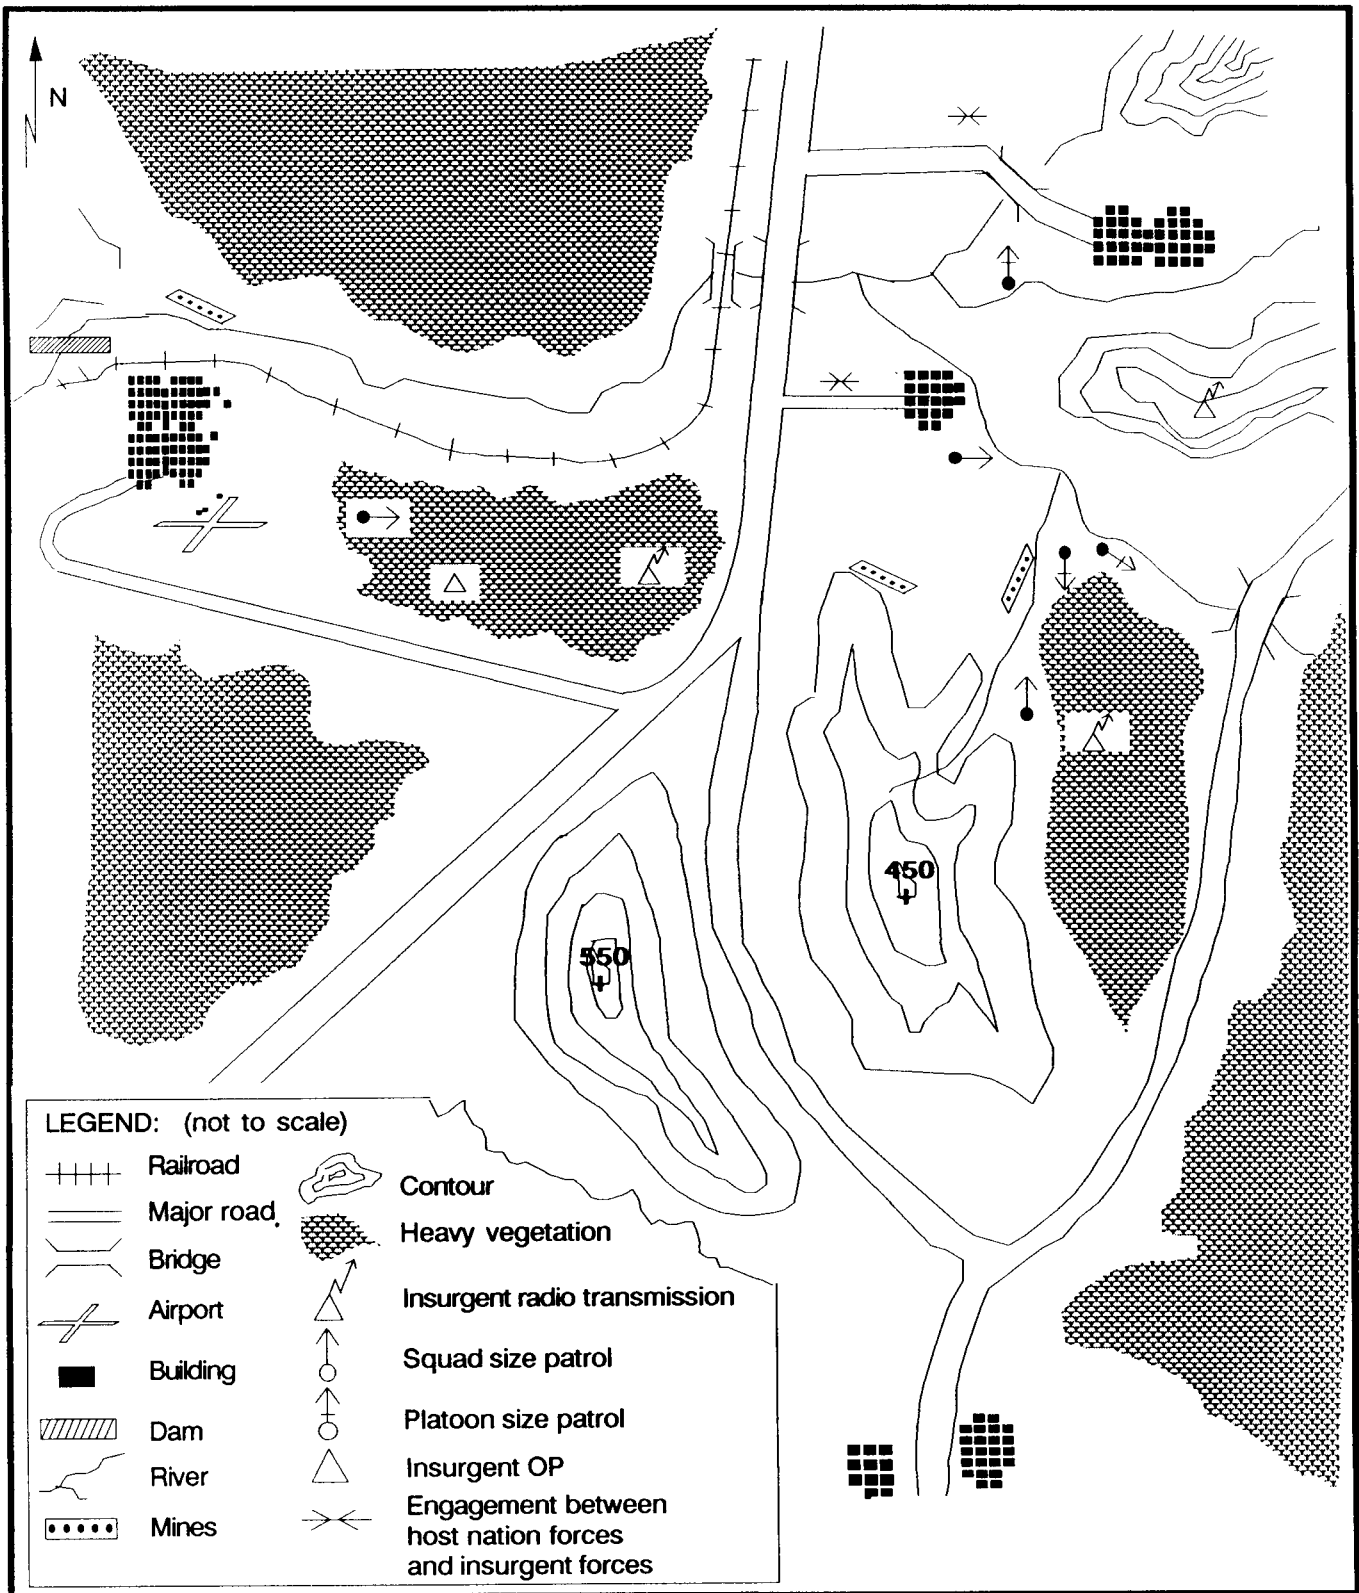 N
450
550
LEGEND: (not to scale)
Railroad
Major road
Bridge
Airport
Building
Dam
River
Mines
Contour
Heavy vegetation
Insurgent radio transmission
Squad size patrol
Platoon size patrol
Insurgent OP
Engagement between
host nation forces
and insurgent forces